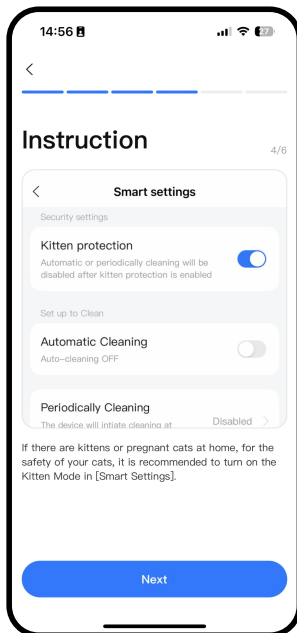 14:56
27
Instruction
4/6
Smart settings
Security settings
Kitten protection
Automatic or periodically cleaning will be
disabled after kitten protection is enabled
Set up to Clean
Automatic Cleaning
Auto-cleaning OFF
Periodically Cleaning
The device will intiate cleaning at
Disabled
If there are kittens or pregnant cats at home, for the
safety of your cats, it is recommended to turn on the
Kitten Mode in [Smart Settings].
Next